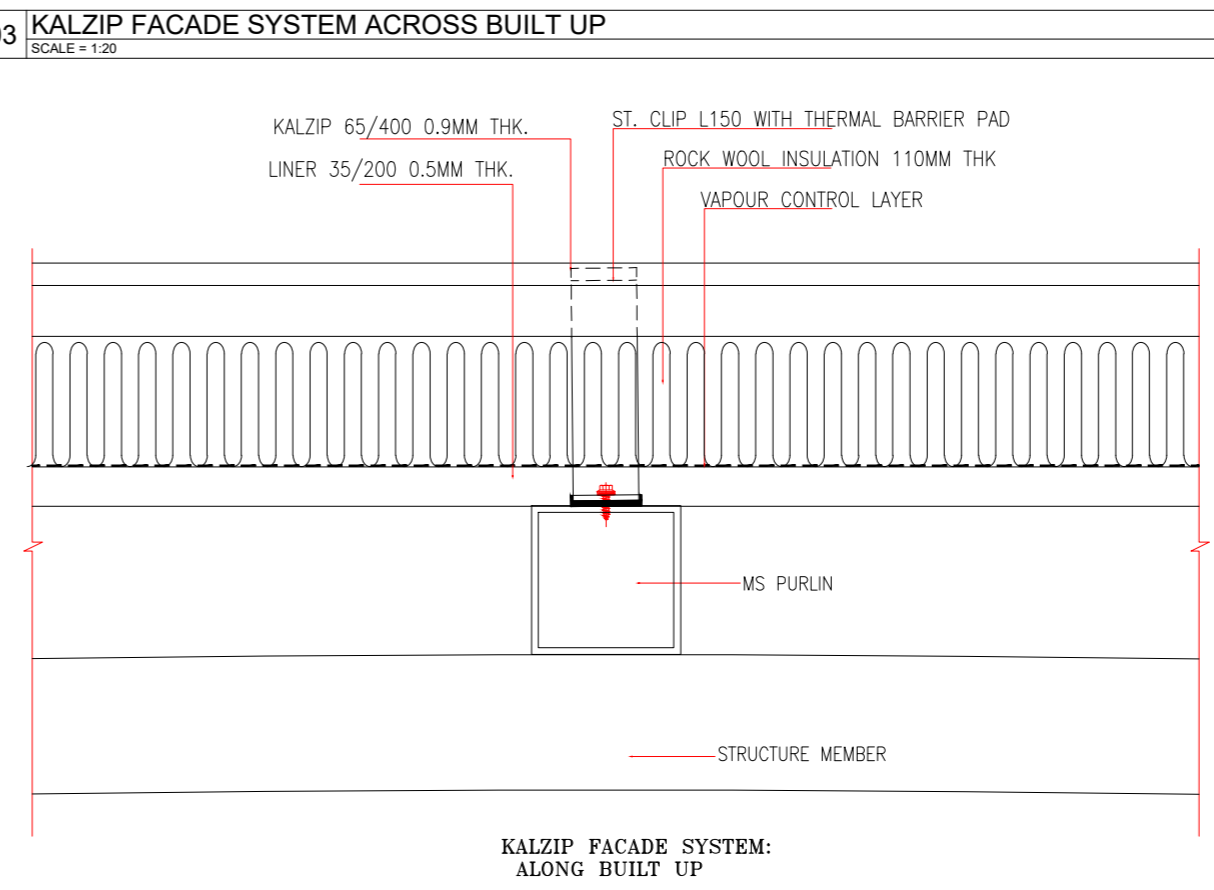 03 KALZIP FACADE SYSTEM ACROSS BUILT UP
SCALE = 1:20
KALZIP 65/400 0.9MM THK.
ST. CLIP L150 WITH THERMAL BARRIER PAD
LINER 35/200 0.5MM THK.
ROCK WOOL INSULATION 110MM THK
VAPOUR CONTROL LAYER
MS PURLIN
STRUCTURE MEMBER
KALZIP FACADE SYSTEM:
ALONG BUILT UP